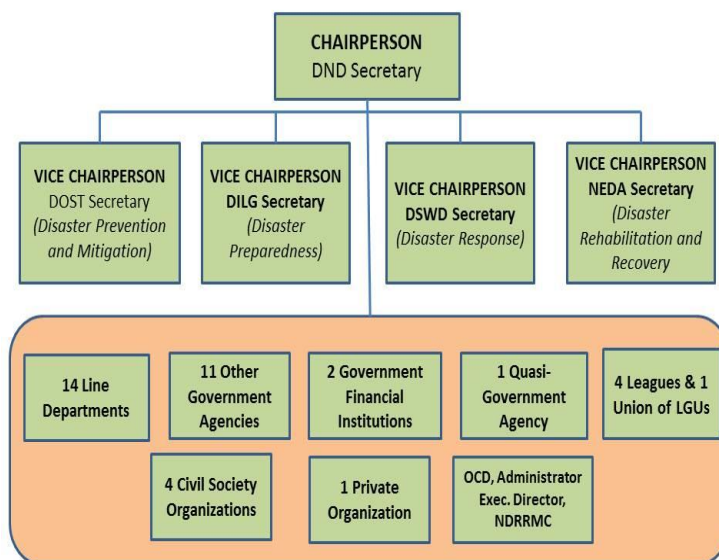 CHAIRPERSON
DND Secretary
VICE CHAIRPERSON
DOST Secretary
(Disaster Prevention
and Mitigation)
VICE CHAIRPERSON
DILG Secretary
(Disaster
Preparedness)
VICE CHAIRPERSON
DSWD Secretary
(Disaster Response)
VICE CHAIRPERSON
NEDA Secretary
(Disaster
Rehabilitation and
Recovery
14 Line
Departments
11 Other
Government
Agencies
2 Government
Financial
Institutions
1 Quasi-
Government
Agency
4 Leagues & 1
Union of LGUs
4 Civil Society
Organizations
1 Private
Organization
OCD, Administrator
Exec. Director,
NDRRMC